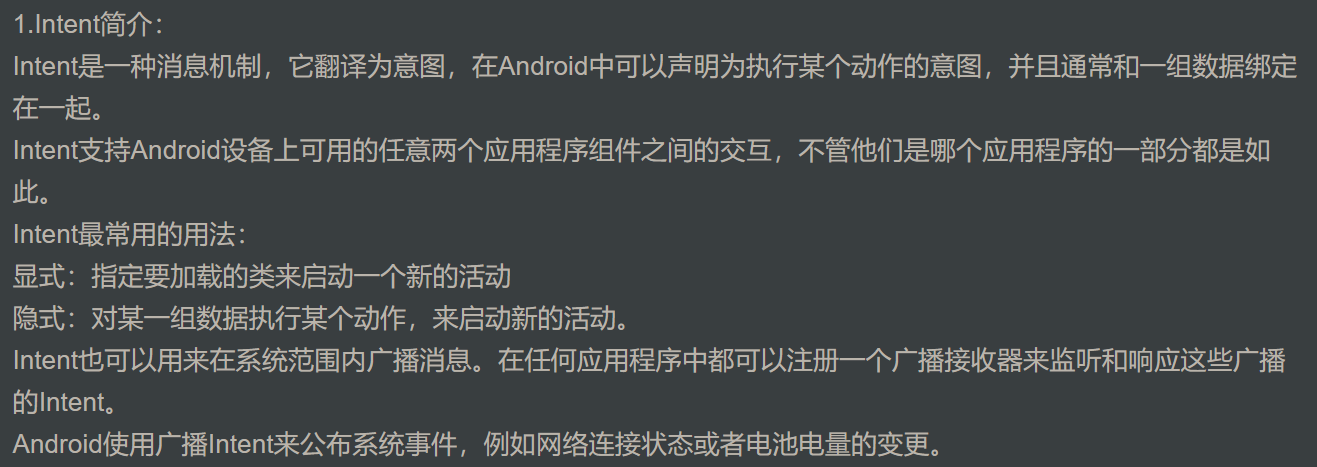 1.Intent简介：
Intent是一种消息机制，它翻译为意图，在Android中可以声明为执行某个动作的意图，并且通常和一组数据绑定
在一起。
Intent支持Android设备上可用的任意两个应用程序组件之间的交互，不管他们是哪个应用程序的一部分都是如
此。
Intent最常用的用法：
显式：指定要加载的类来启动一个新的活动
隐式：对某一组数据执行某个动作，来启动新的活动。
Intent也可以用来在系统范围内广播消息。在任何应用程序中都可以注册一个广播接收器来监听和响应这些广播
的Intent。
Android使用广播Intent来公布系统事件，例如网络连接状态或者电池电量的变更。